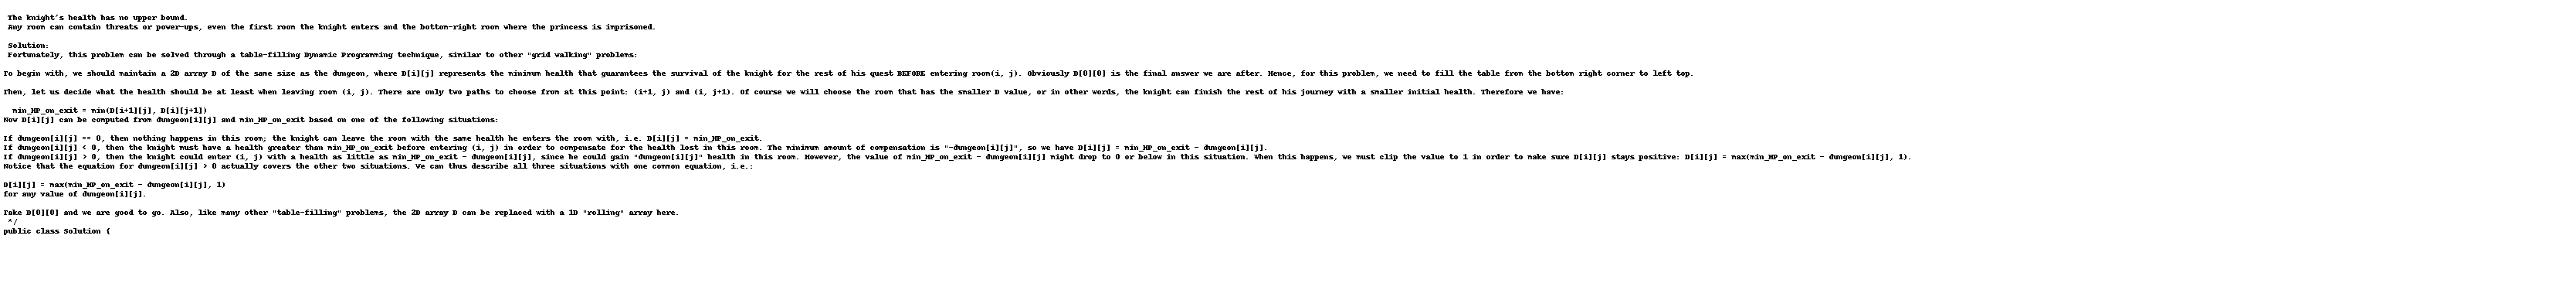 The knight's health has no upper bound.
Any room can contain threats or power-ups, even the first room the knight enters and the bottom-right room where the princess is imprisoned.
Solution:
Fortunately, this problem can be solved through a table-filling Dynamic Programming technique, similar to other "grid walking" problems:
To begin with, we should maintain a 2D array D of the same size as the dungeon, where D[i][j] represents the minimum health that guarantees the survival of the knight for the rest of his quest BEFORE entering room(i, j). Obviously D[0][0] is the final answer we are after. Hence, for this problem, we need to fill the table from the bottom right corner to left top.
Then, let us decide what the health should be at least when leaving room (i, j). There are only two paths to choose from at this point: (i+1, j) and (i, j+1). Of course we will choose the room that has the smaller D value, or in other words, the knight can finish the rest of his journey with a smaller initial health. Therefore we have:
min_HP_on_exit = min(D[i+1][j], D[i][j+1])
Now D[i][j] can be computed from dungeon[i][j] and min_HP_on_exit based on one of the following situations:
If dungeon[i][j] == 0, then nothing happens in this room; the knight can leave the room with the same health he enters the room with, i.e. D[i][j] = min_HP_on_exit.
If dungeon[i][j] < 0, then the knight must have a health greater than min_HP_on_exit before entering (i, j) in order to compensate for the health lost in this room. The minimum amount of compensation is "-dungeon[i][j]", so we have D[i][j] = min_HP_on_exit - dungeon[i][j].
If dungeon[i][j] > 0, then the knight could enter (i, j) with a health as little as min_HP_on_exit - dungeon[i][j], since he could gain "dungeon[i][j]" health in this room. However, the value of min_HP_on_exit - dungeon[i][j] might drop to 0 or below in this situation. When this happens, we must clip the value to 1 in order to make sure D[i][j] stays positive: D[i][j] = max(min_HP_on_exit - dungeon[i][j], 1).
Notice that the equation for dungeon[i][j] > 0 actually covers the other two situations. We can thus describe all three situations with one common equation, i.e.:
D[i][j] = max(min_HP_on_exit - dungeon[i][j], 1)
for any value of dungeon[i][j].
Take D[0][0] and we are good to go. Also, like many other "table-filling" problems, the 2D array D can be replaced with a 1D "rolling" array here.
*/
public class Solution {